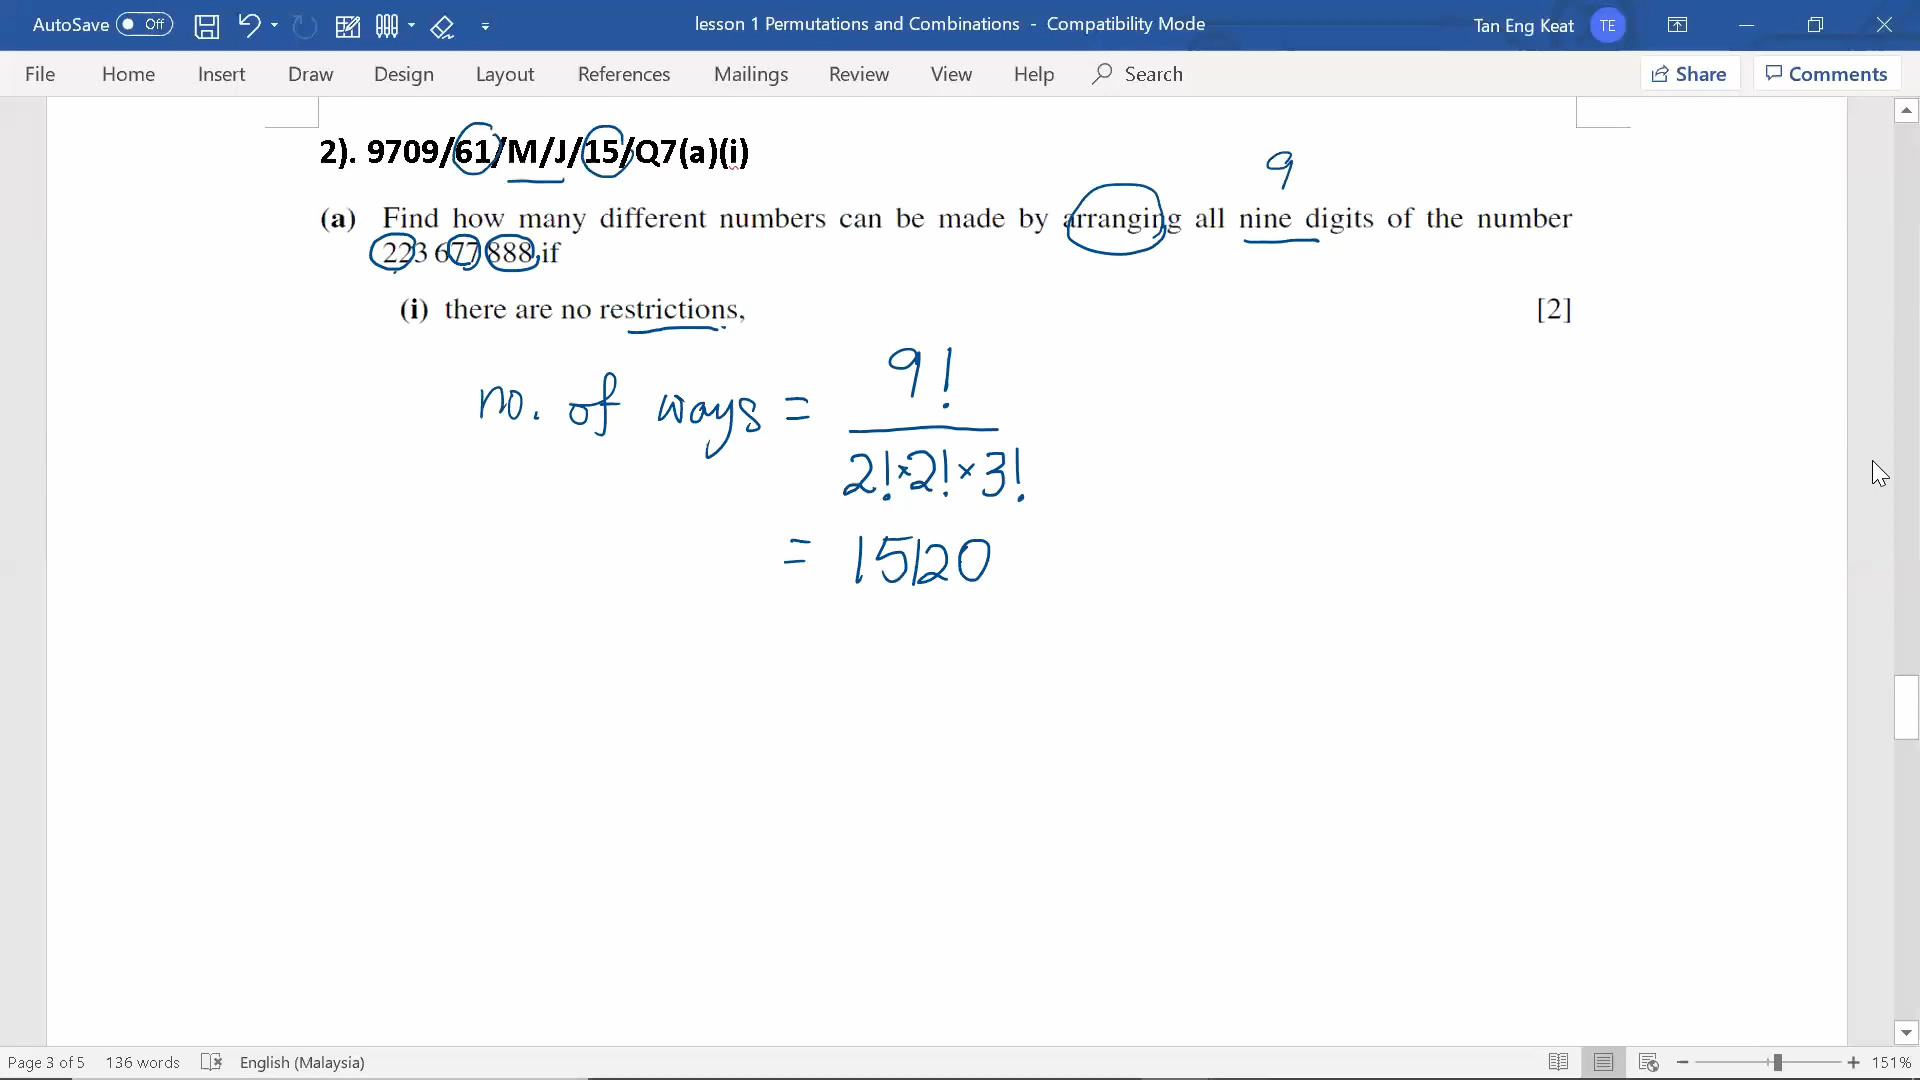 AutoSave Off lesson 1 Permutations and Combinations - Compatibility Mode Tan Eng Keat TE
File Home Insert Draw Design Layout References Mailings Review View Help Search Share Comments
2). 9709/61/M/J/15/Q7(a)(i)
9
(a) Find how many different numbers can be made by arranging all nine digits of the number
223 677 888 if
(i) there are no restrictions, [2]
no. of ways = 9!
2! × 2! × 3!
= 15120
Page 3 of 5 136 words English (Malaysia) 151%